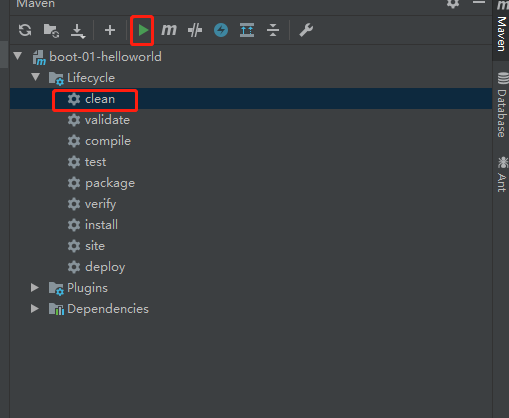 Maven
m
boot-01-helloworld
Lifecycle
clean
validate
compile
test
package
verify
install
site
deploy
Plugins
Dependencies
m
Maven
Database
Ant